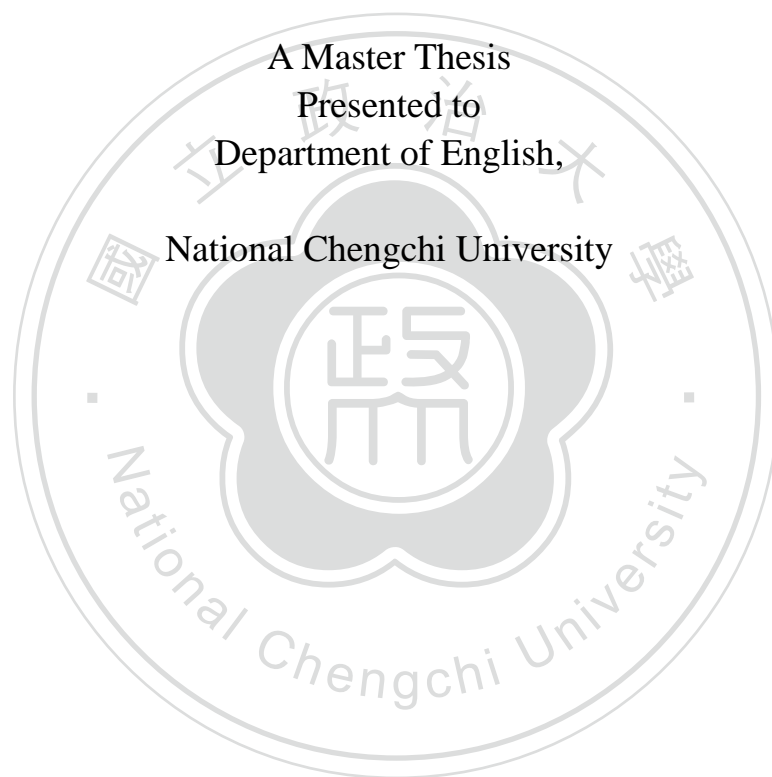 A Master Thesis
Presented to
Department of English,
National Chengchi University
國立政治大學
政
National Chengchi University